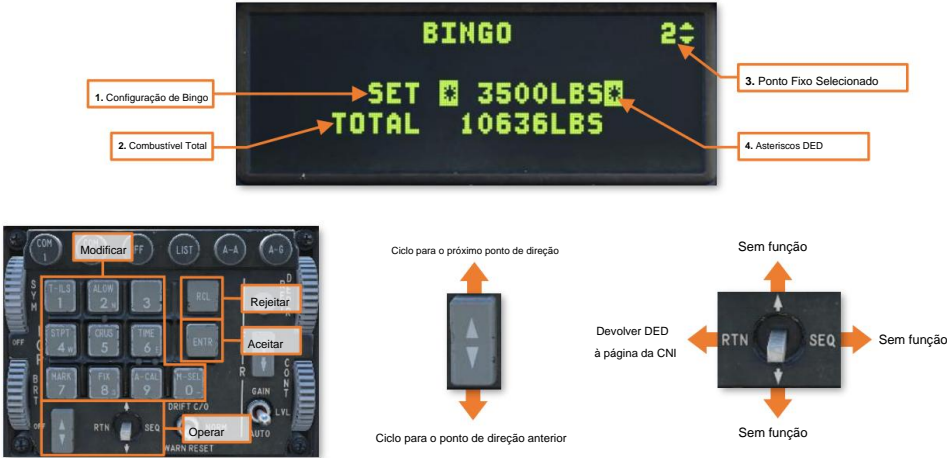 BINGO 2
SET * 3500LBS*
TOTAL 10636LBS
1. Configuração de Bingo
2. Combustível Total
3. Ponto Fixo Selecionado
4. Asteriscos DED
COM 1
FF
LIST
A-A
A-G
Modificar
T-ILS 1
ALOW 2 N
3
RCL
Rejeitar
STPT 4 W
CRUS 5
TIME 6 E
ENTR
Aceitar
MARK 7
FIX 8 S
A-CAL 9
M-SEL 0
SYM
OFF
BRT
OFF
CONT
R
GAIN
LVL
AUTO
DRIFT C/O
NORM
WARN RESET
RTN
SEQ
Operar
Ciclo para o próximo ponto de direção
Ciclo para o ponto de direção anterior
Sem função
Devolver DED
à página da CNI
RTN
SEQ
Sem função
Sem função